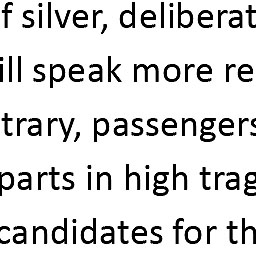 f silver, deliberat
ill speak more re
trary, passengers
parts in high trag
candidates for th